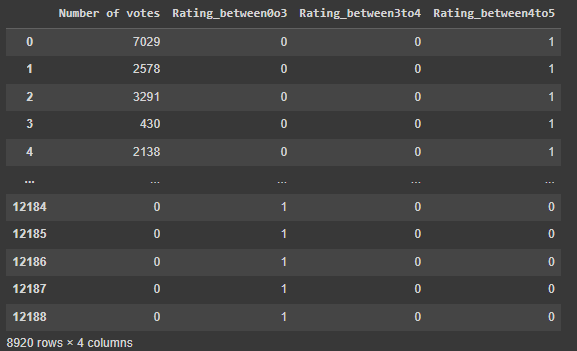 Number of votes Rating_between0o3 Rating_between3to4 Rating_between4to5
0 7029 0 0 1
1 2578 0 0 1
2 3291 0 0 1
3 430 0 0 1
4 2138 0 0 1
... ... ... ... ...
12184 0 1 0 0
12185 0 1 0 0
12186 0 1 0 0
12187 0 1 0 0
12188 0 1 0 0
8920 rows × 4 columns